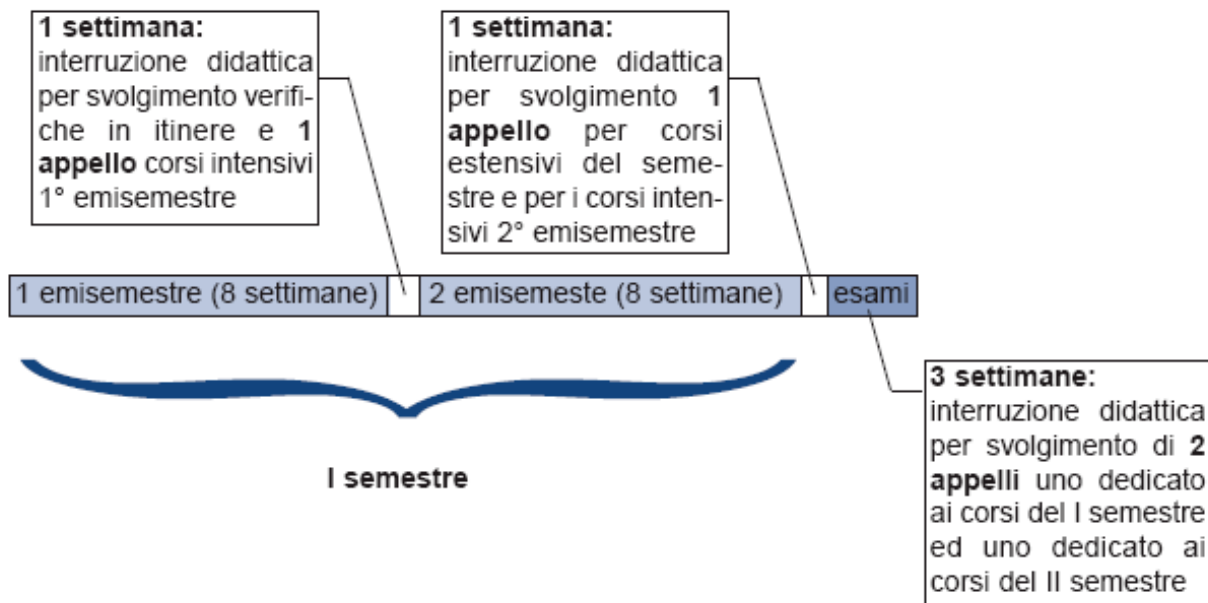 1 settimana:
interruzione didattica
per svolgimento verifi-
che in itinere e 1
appello corsi intensivi
1° emisemestre
1 settimana:
interruzione didattica
per svolgimento 1
appello per corsi
estensivi del seme-
stre e per i corsi inten-
sivi 2° emisemestre
1 emisemestre (8 settimane)
2 emisemeste (8 settimane)
esami
I semestre
3 settimane:
interruzione didattica
per svolgimento di 2
appelli uno dedicato
ai corsi del I semestre
ed uno dedicato ai
corsi del II semestre